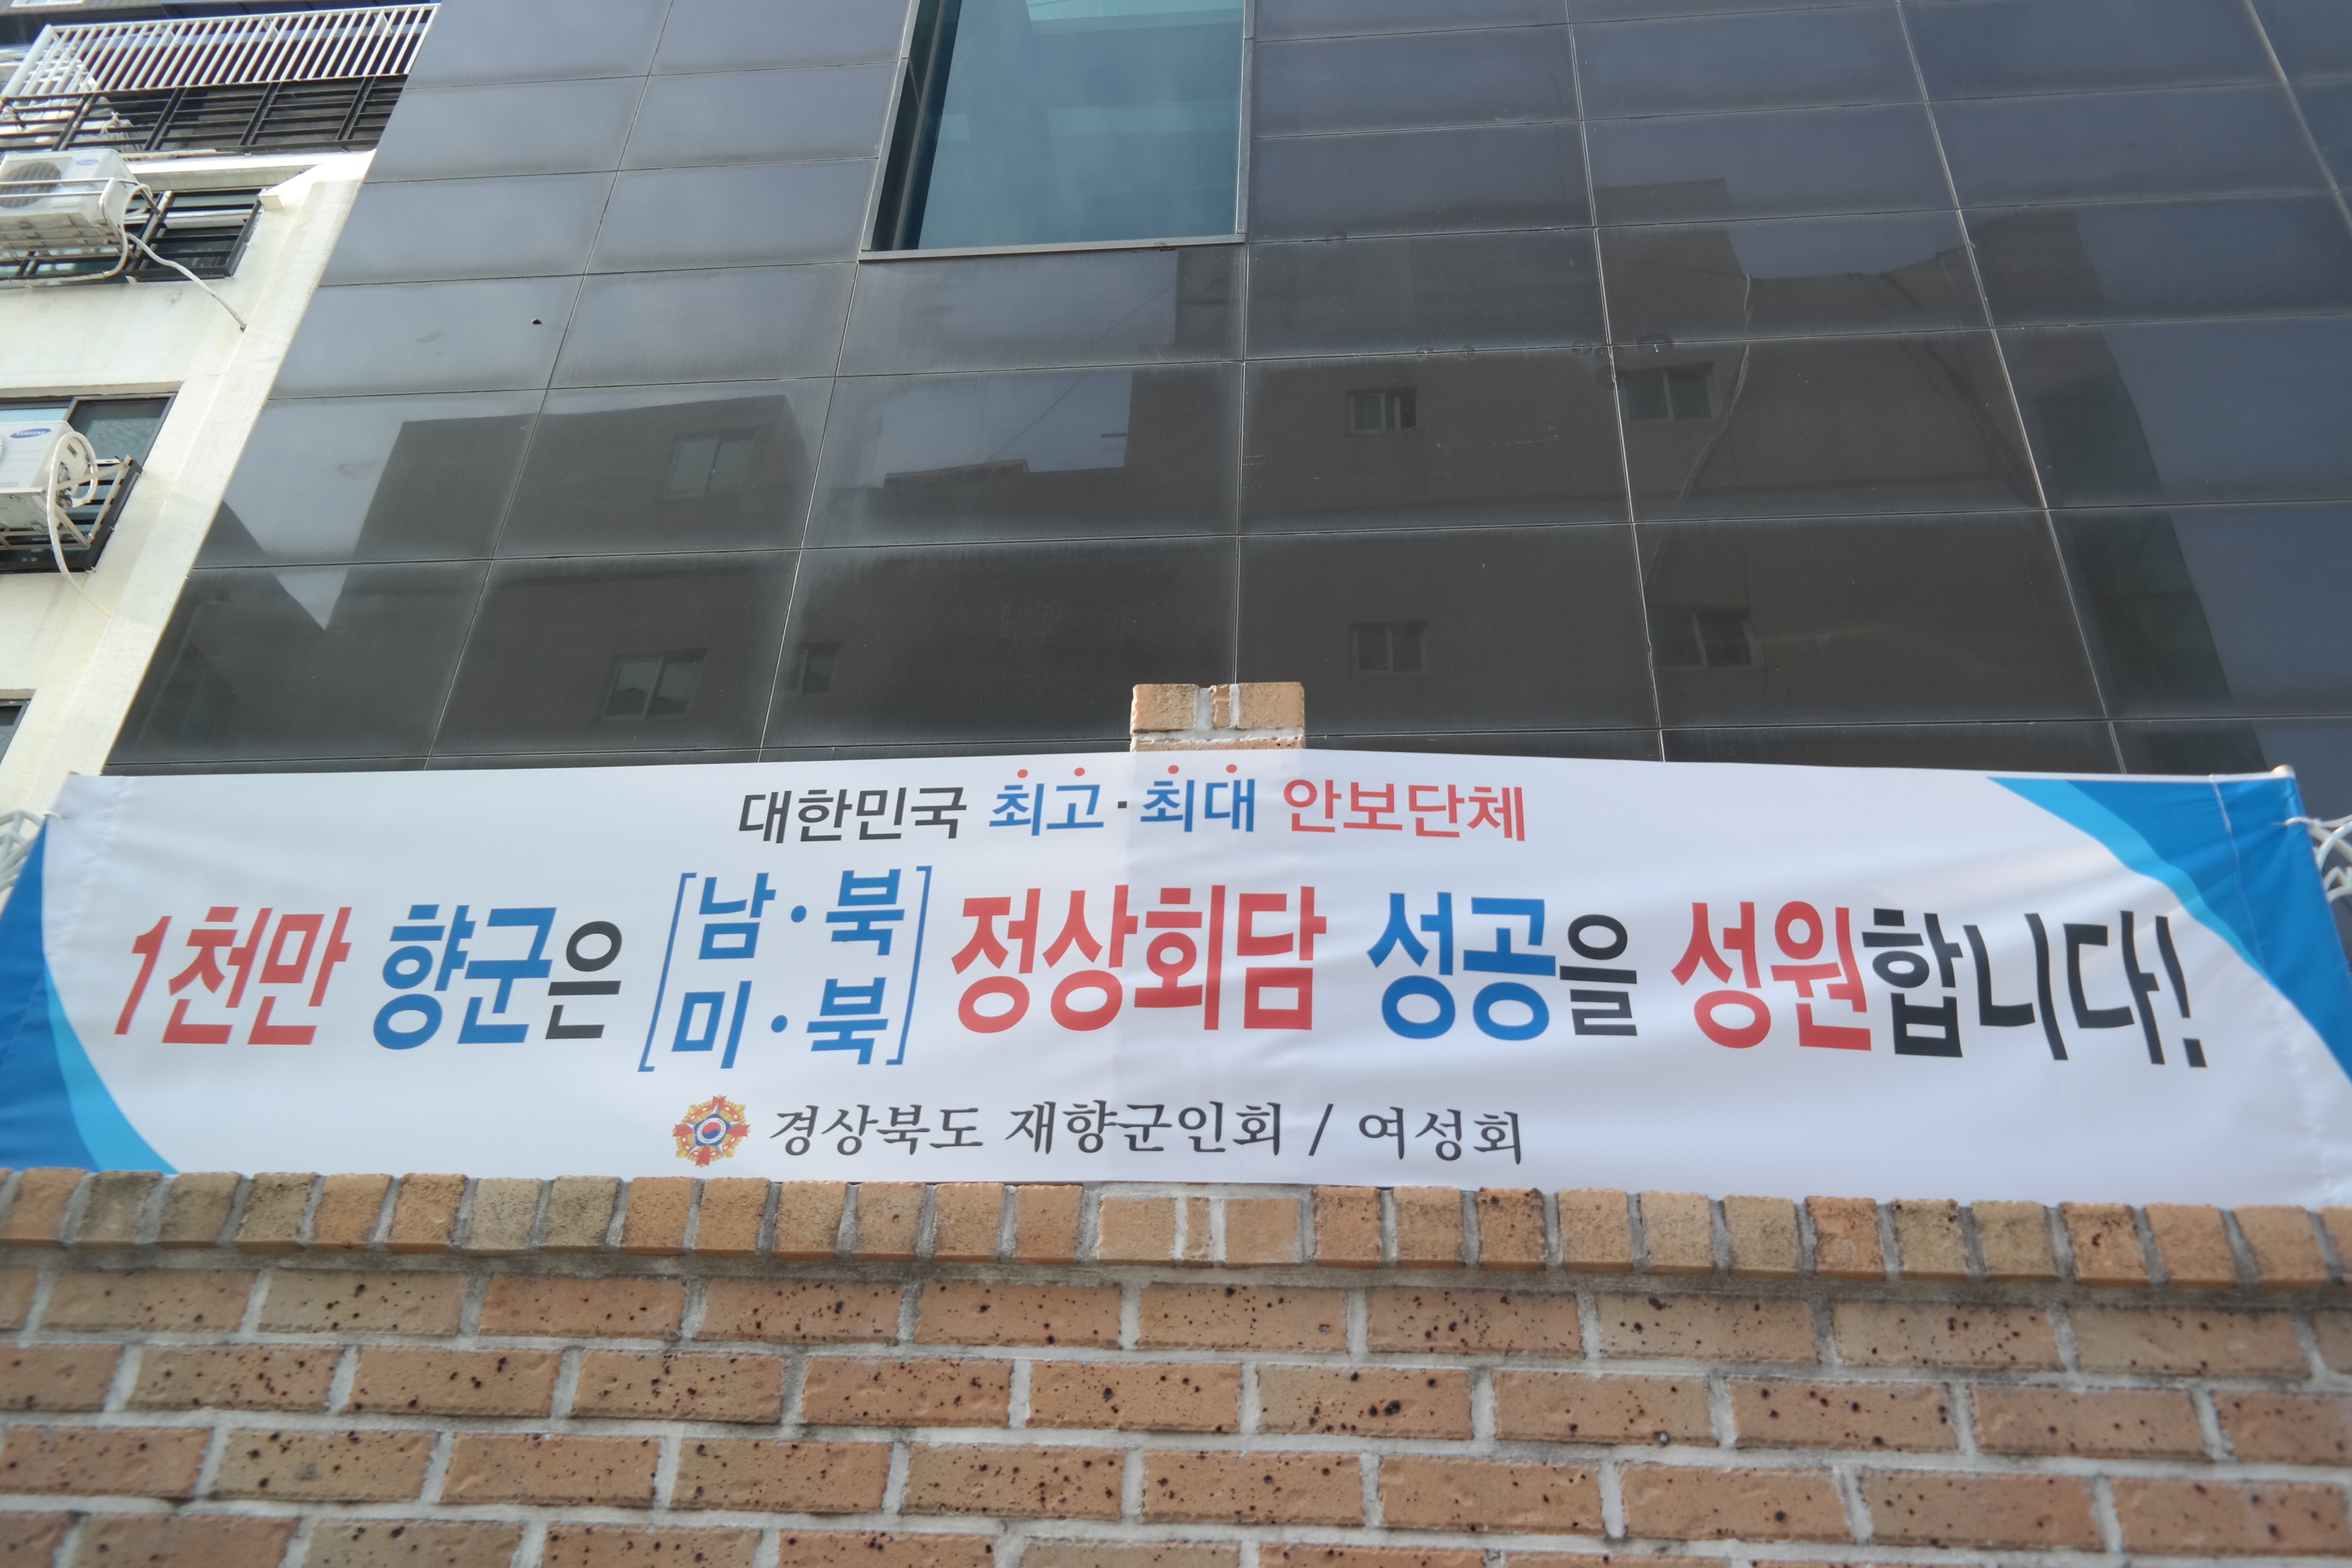 대한민국 최고·최대 안보단체
1천만 향군은 [남·북 미·북] 정상회담 성공을 성원합니다!
경상북도 재향군인회 / 여성회
SAMSUNG